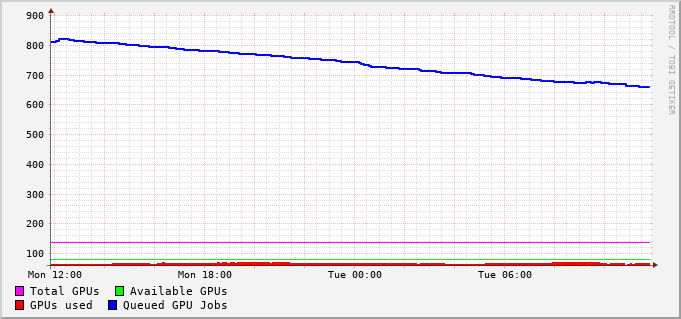 900
800
700
600
500
400
300
200
100
Mon 12:00 Mon 18:00 Tue 00:00 Tue 06:00
Total GPUs Available GPUs
GPUs used Queued GPU Jobs
RRDTOOL / TOBI OETIKER